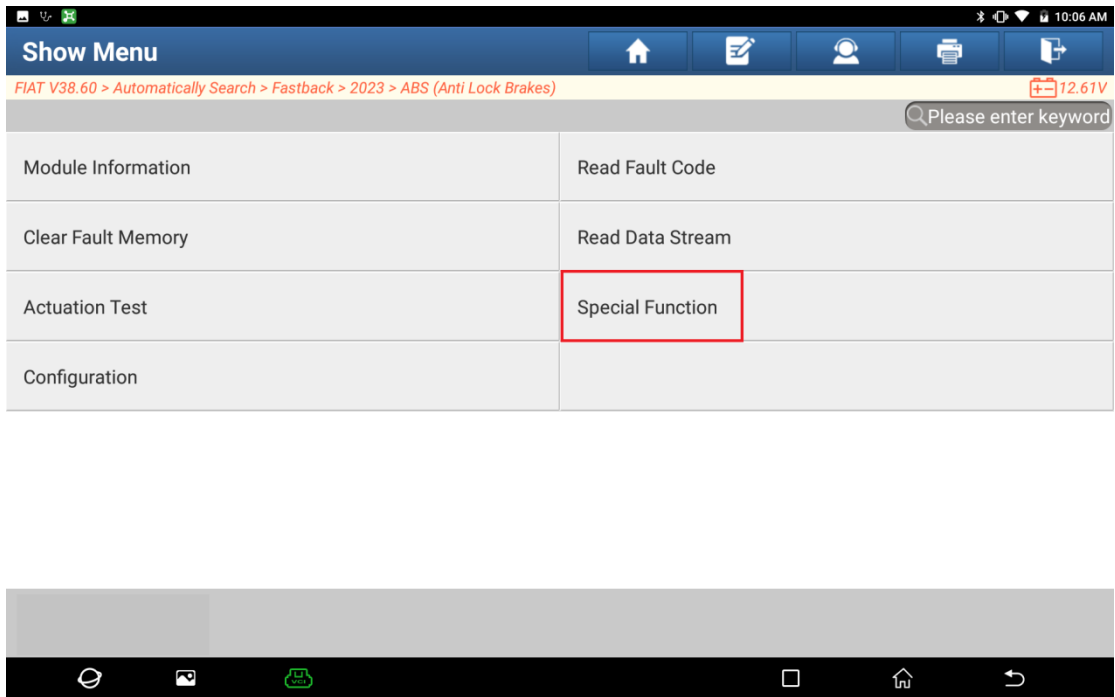 10:06 AM
Show Menu
FIAT V38.60 > Automatically Search > Fastback > 2023 > ABS (Anti Lock Brakes)
12.61V
Please enter keyword
Module Information
Read Fault Code
Clear Fault Memory
Read Data Stream
Actuation Test
Special Function
Configuration
VCI